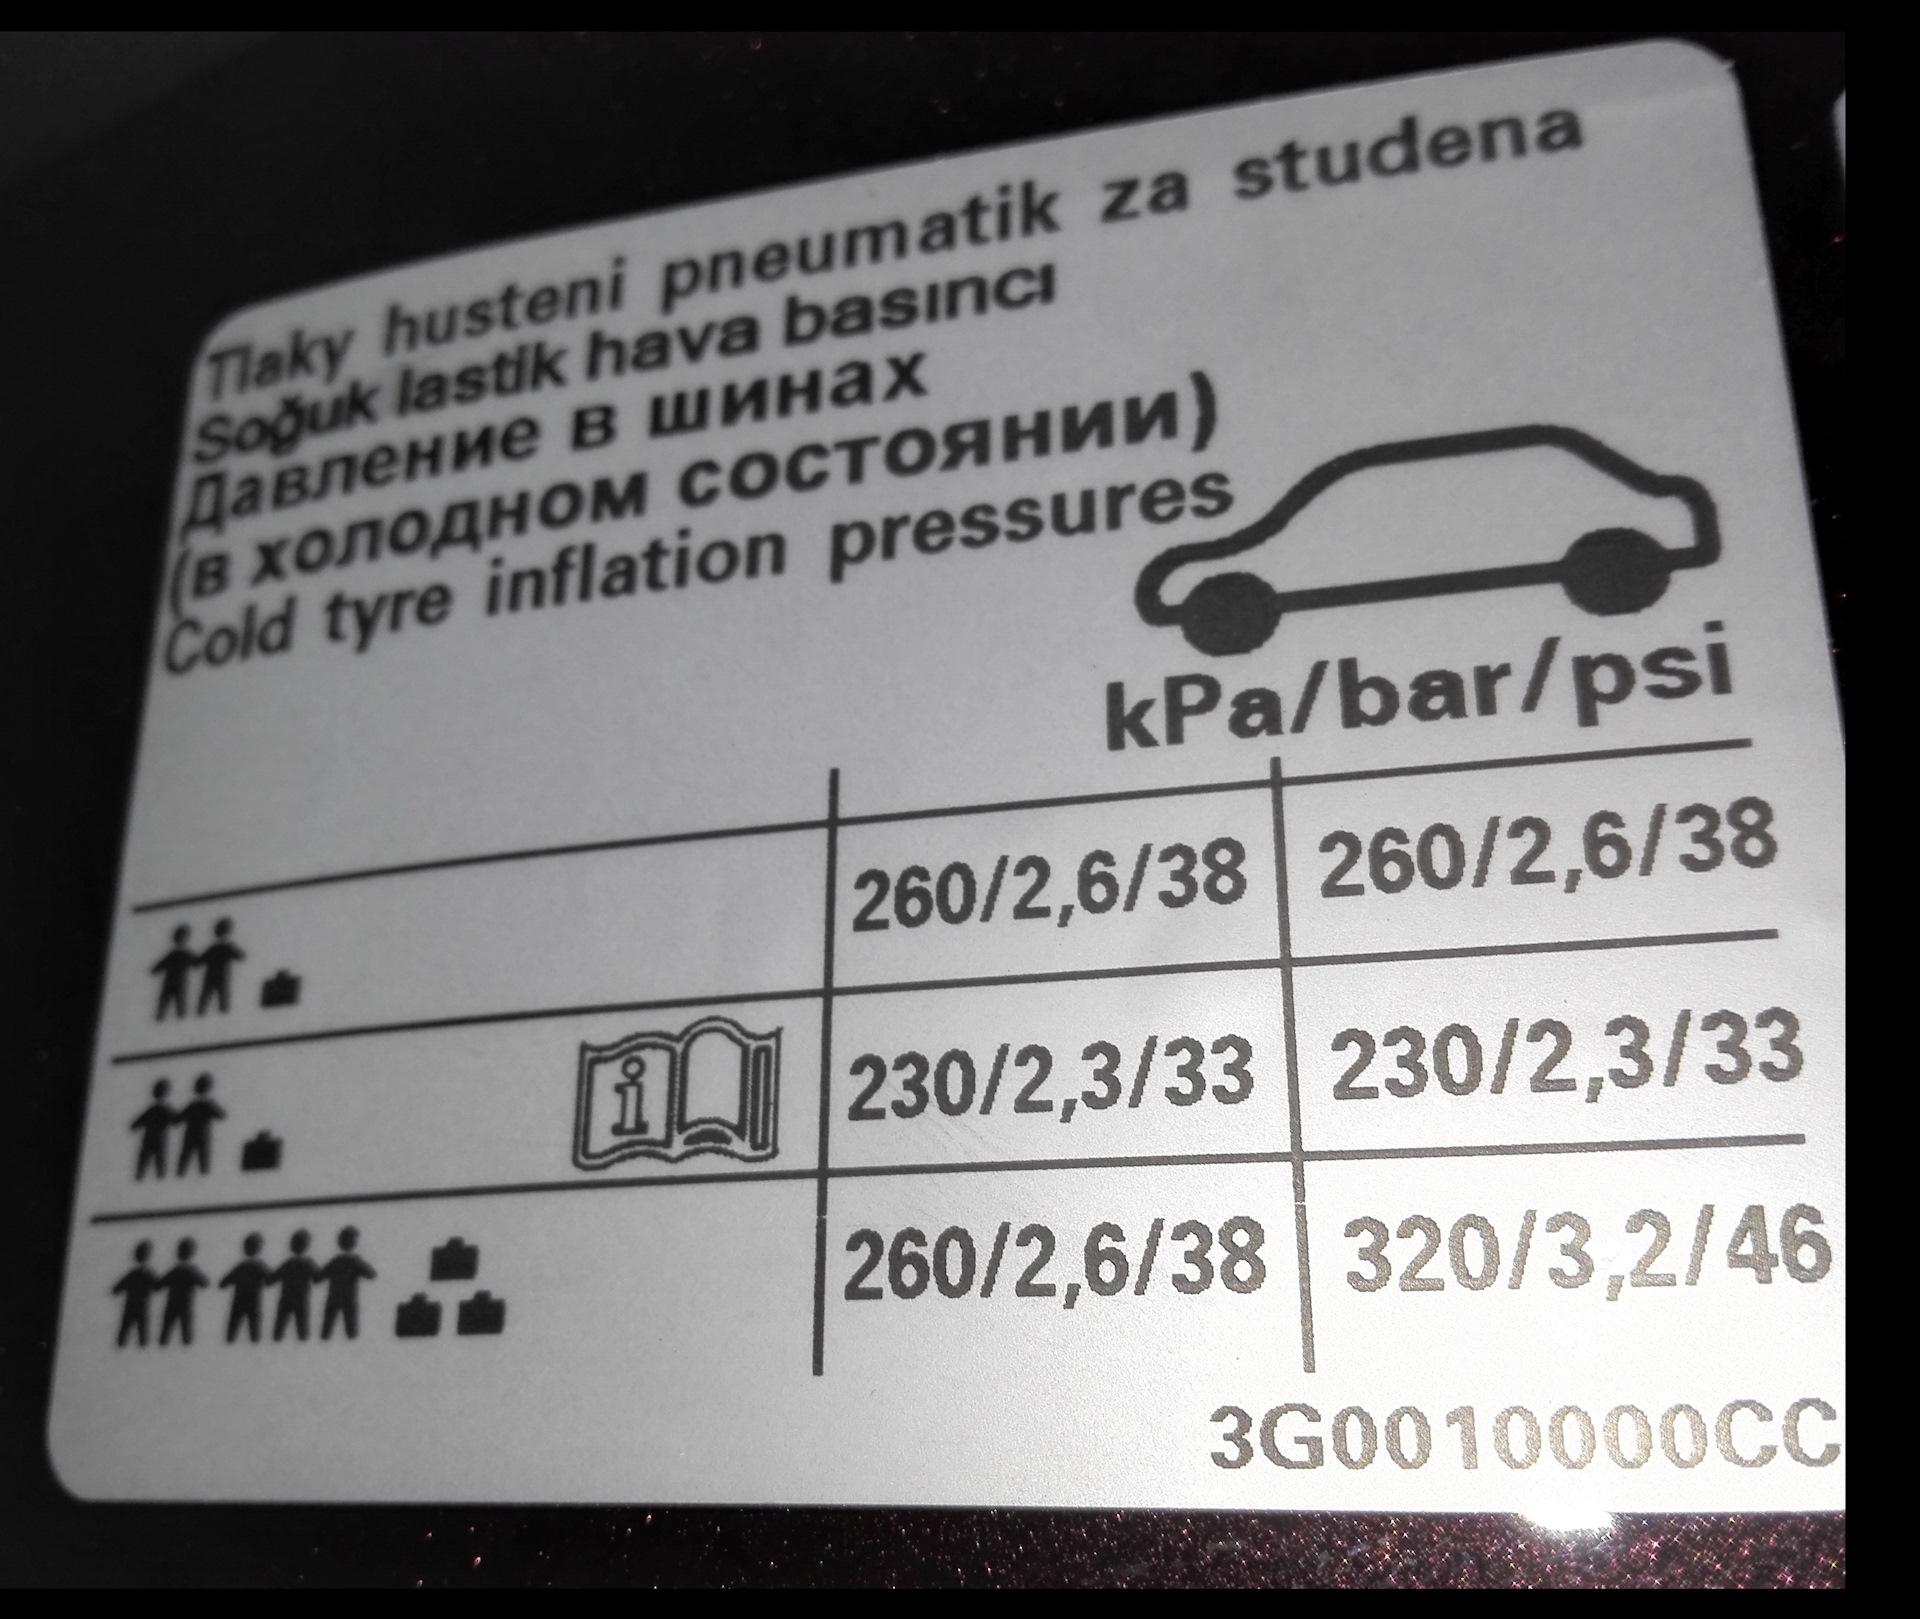 Tlaky husteni pneumatik za studena
Soğuk lastik hava basıncı
Давление в шинах
(в холодном состоянии)
Cold tyre inflation pressures
kPa/bar/psi
260/2,6/38 260/2,6/38
i 230/2,3/33 230/2,3/33
260/2,6/38 320/3,2/46
3G0010000CC